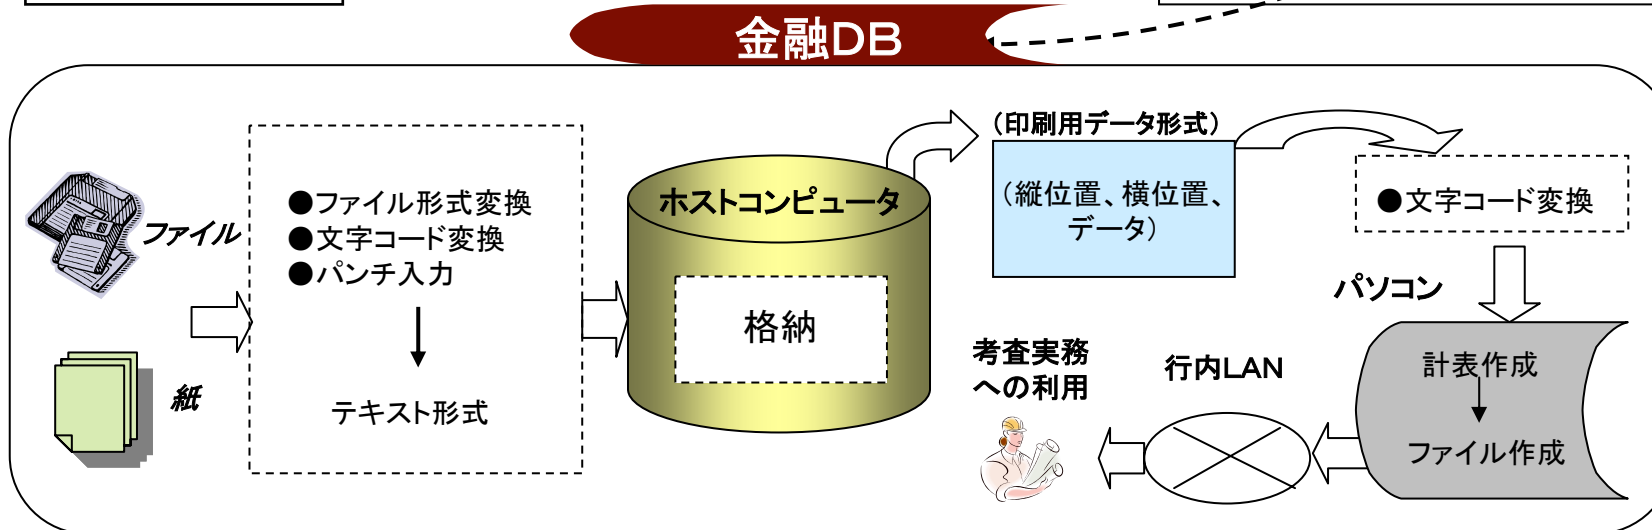 金融DB
ファイル
紙
●ファイル形式変換
●文字コード変換
●パンチ入力
テキスト形式
ホストコンピュータ
格納
(印刷用データ形式)
(縦位置、横位置、
データ)
●文字コード変換
パソコン
計表作成
ファイル作成
行内LAN
考査実務
への利用